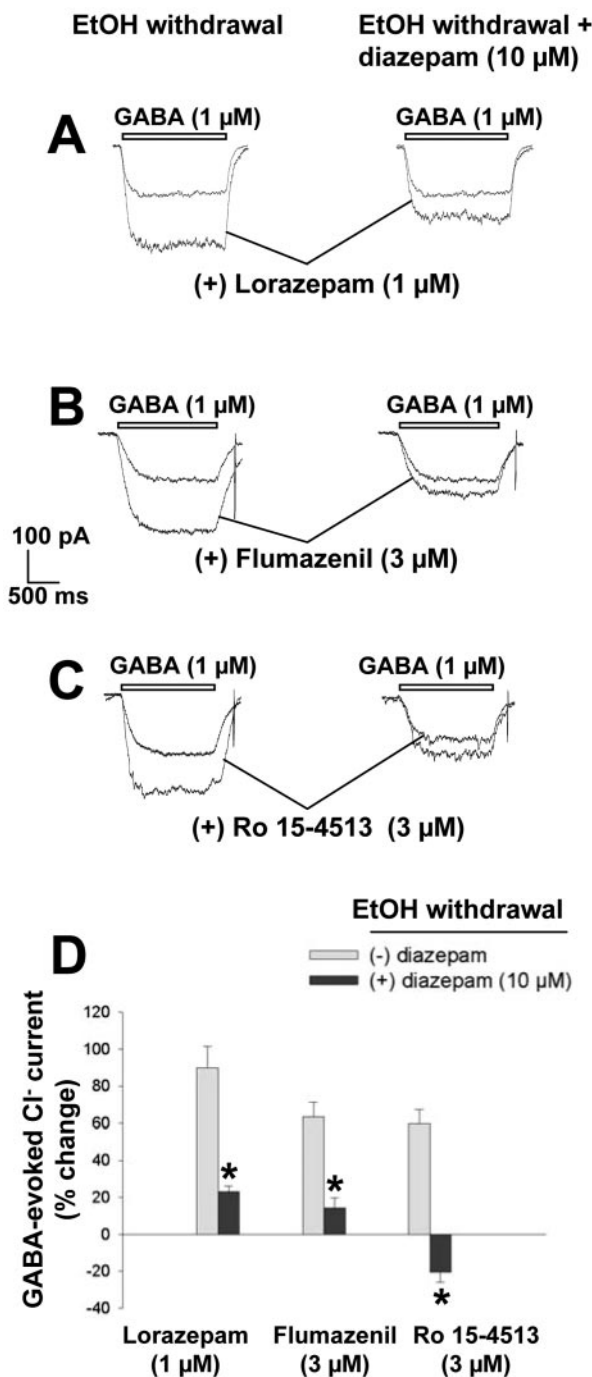 EtOH withdrawal
EtOH withdrawal +
diazepam (10 µM)
A
GABA (1 µM)
GABA (1 µM)
(+) Lorazepam (1 µM)
B
GABA (1 µM)
GABA (1 µM)
(+) Flumazenil (3 µM)
100 pA
500 ms
C
GABA (1 µM)
GABA (1 µM)
(+) Ro 15-4513 (3 µM)
EtOH withdrawal
D
(-) diazepam
(+) diazepam (10 µM)
GABA-evoked Cl- current
(% change)
120
100
80
60
40
20
0
-20
-40
*
*
*
Lorazepam
(1 µM)
Flumazenil
(3 µM)
Ro 15-4513
(3 µM)